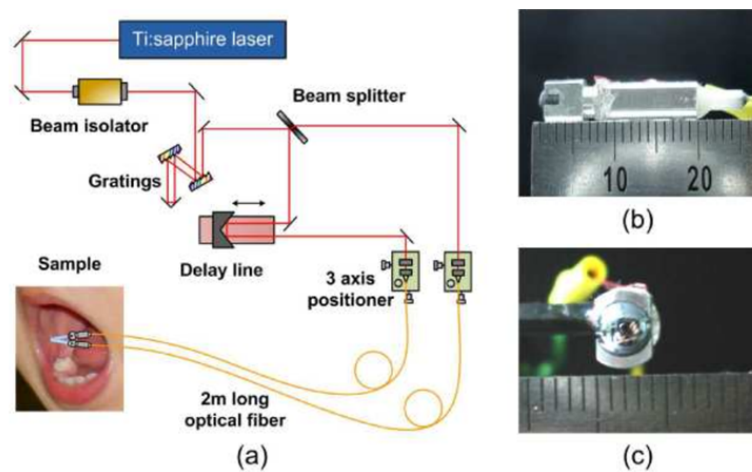 Ti:sapphire laser
Beam splitter
Beam isolator
Gratings
Delay line
Sample
3 axis
positioner
2m long
optical fiber
(a)
10 20
(b)
(c)